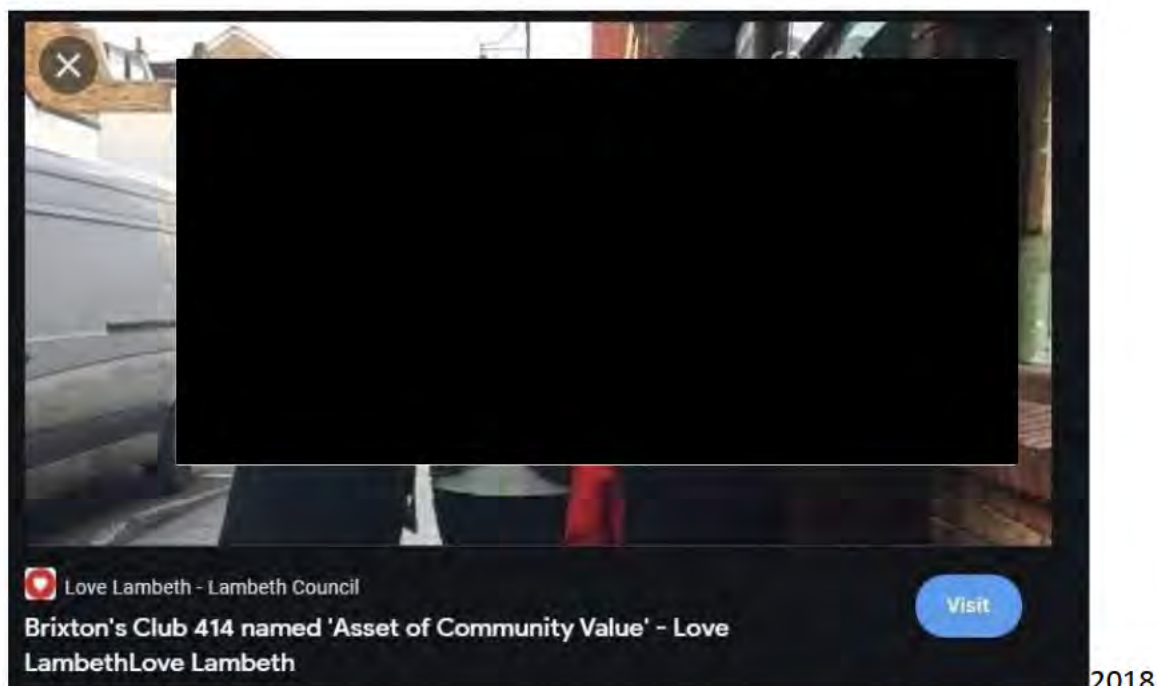 Love Lambeth - Lambeth Council
Visit
Brixton's Club 414 named 'Asset of Community Value' - Love
LambethLove Lambeth
2018